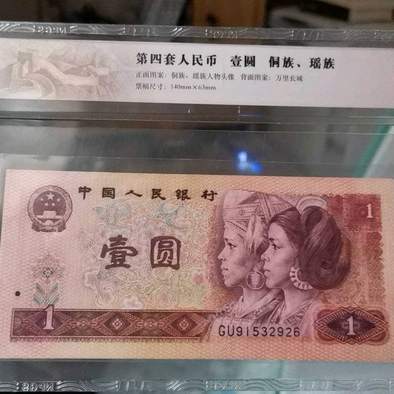 第四套人民币 壹圆 侗族、瑶族
正面图案：侗族、瑶族人物头像 背面图案：万里长城
票幅尺寸：140mm×63mm
中国人民银行
1
壹圆
GU91532926
1
1